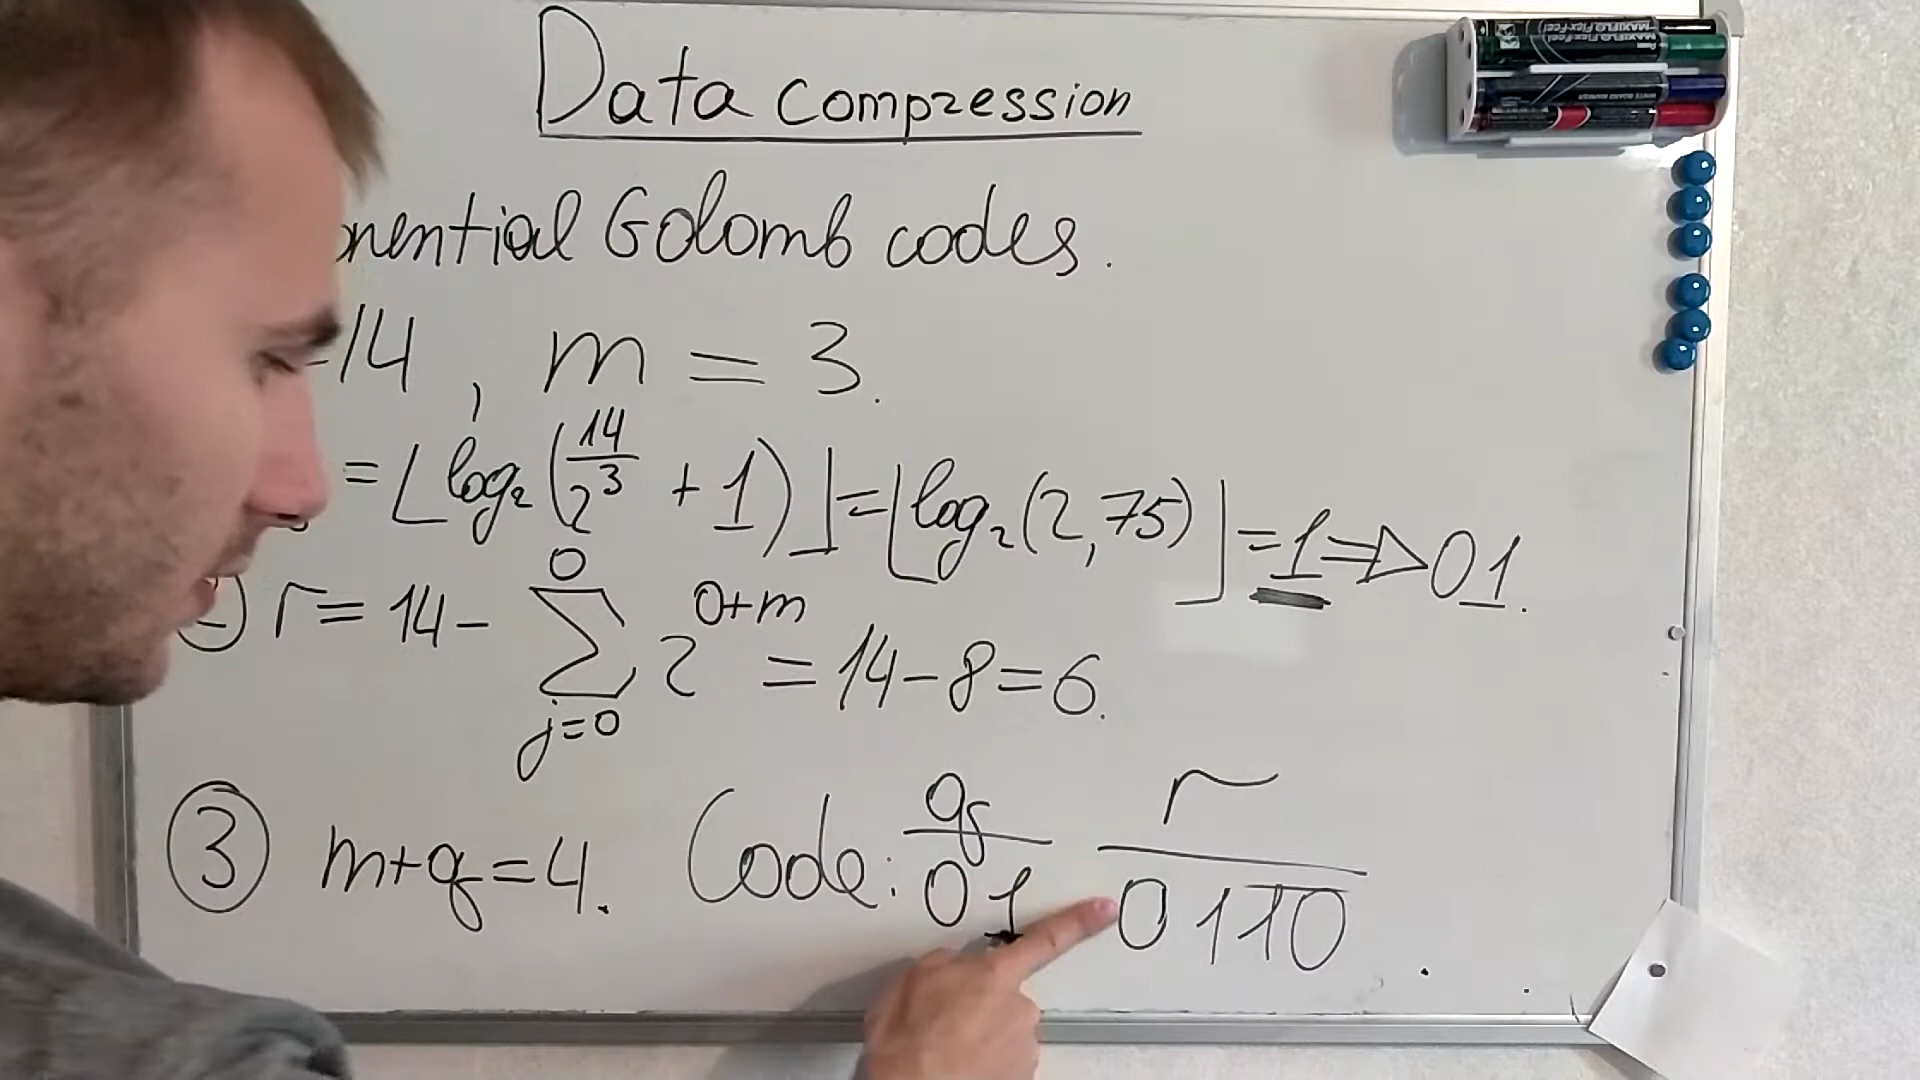 Data compression
onential Golomb codes.
=14, m = 3.
= ⌊log₂(14/2³ + 1)⌋ = ⌊log₂(2,75)⌋ = 1 ⇒ 01.
r = 14 - ∑_{j=0}^{0} 2^{0+m} = 14 - 8 = 6.
③ m+q=4. Code: q r
01 0110.